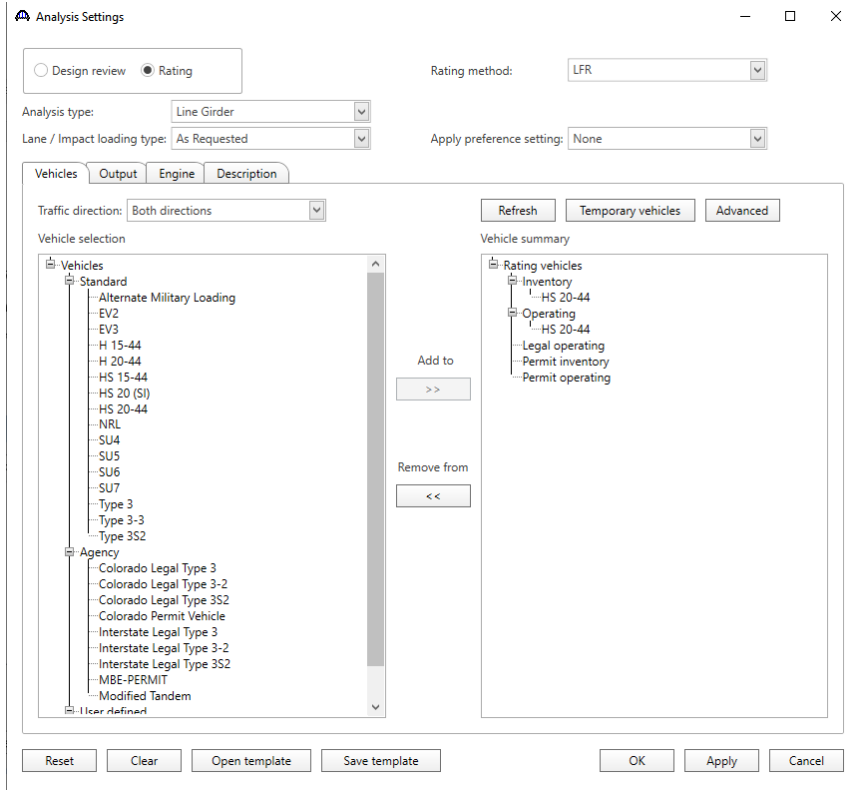 Analysis Settings
Design review Rating
Rating method: LFR
Analysis type: Line Girder
Lane / Impact loading type: As Requested
Apply preference setting: None
Vehicles Output Engine Description
Traffic direction: Both directions
Refresh Temporary vehicles Advanced
Vehicle selection
Vehicles
Standard
Alternate Military Loading
EV2
EV3
H 15-44
H 20-44
HS 15-44
HS 20 (SI)
HS 20-44
NRL
SU4
SU5
SU6
SU7
Type 3
Type 3-3
Type 3S2
Agency
Colorado Legal Type 3
Colorado Legal Type 3-2
Colorado Legal Type 3S2
Colorado Permit Vehicle
Interstate Legal Type 3
Interstate Legal Type 3-2
Interstate Legal Type 3S2
MBE-PERMIT
Modified Tandem
User defined
Add to
>>
Remove from
<<
Vehicle summary
Rating vehicles
Inventory
HS 20-44
Operating
HS 20-44
Legal operating
Permit inventory
Permit operating
Reset Clear Open template Save template OK Apply Cancel